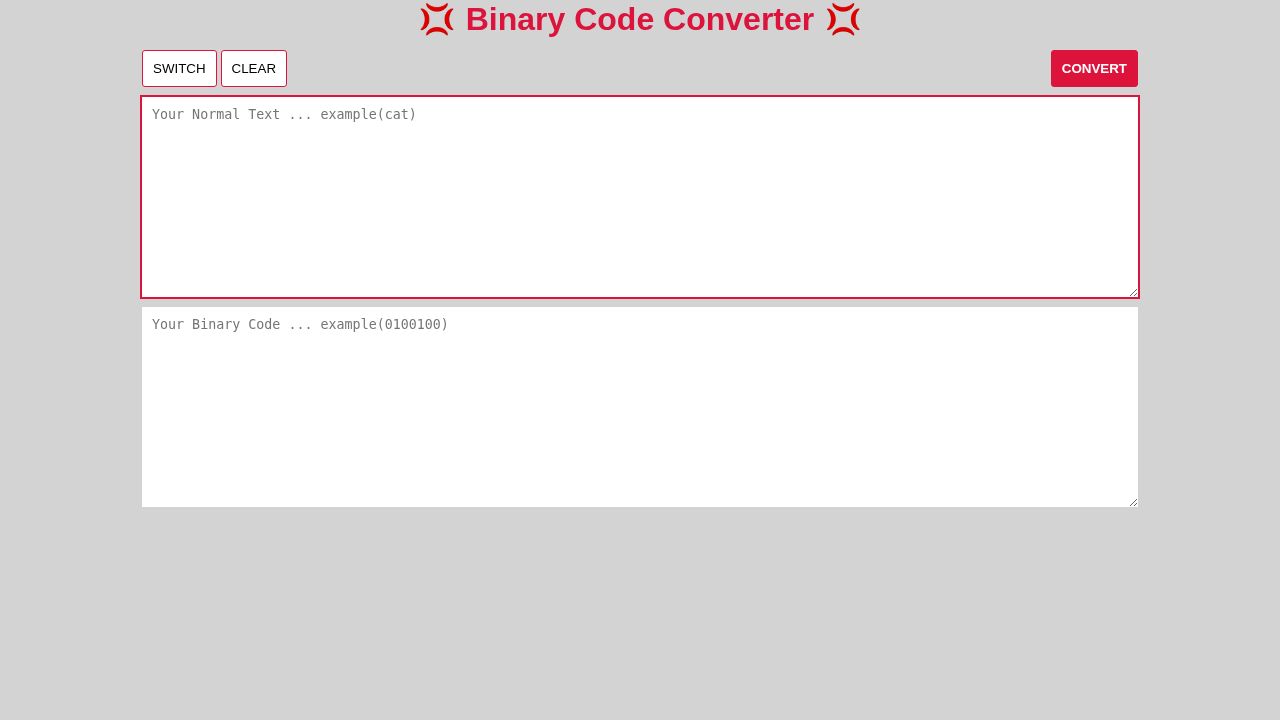 💢 Binary Code Converter 💢
SWITCH CLEAR CONVERT
Your Normal Text ... example(cat)
Your Binary Code ... example(0100100)